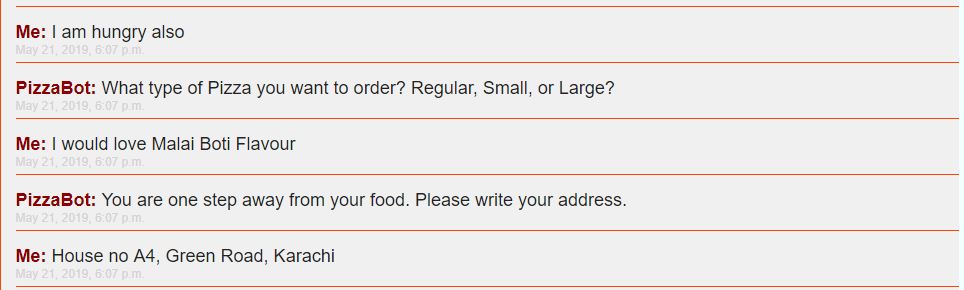 Me: I am hungry also
May 21, 2019, 6:07 p.m.
PizzaBot: What type of Pizza you want to order? Regular, Small, or Large?
May 21, 2019, 6:07 p.m.
Me: I would love Malai Boti Flavour
May 21, 2019, 6:07 p.m.
PizzaBot: You are one step away from your food. Please write your address.
May 21, 2019, 6:07 p.m.
Me: House no A4, Green Road, Karachi
May 21, 2019, 6:07 p.m.